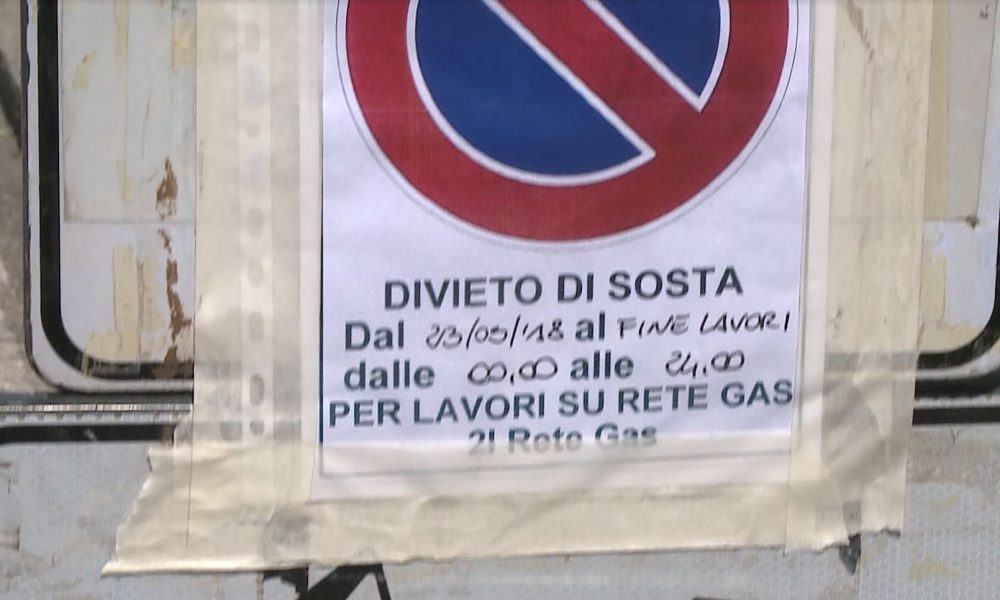 DIVIETO DI SOSTA
Dal 23/05/'18 al FINE LAVORI
dalle 00,00 alle 24,00
PER LAVORI SU RETE GAS
2I Rete Gas